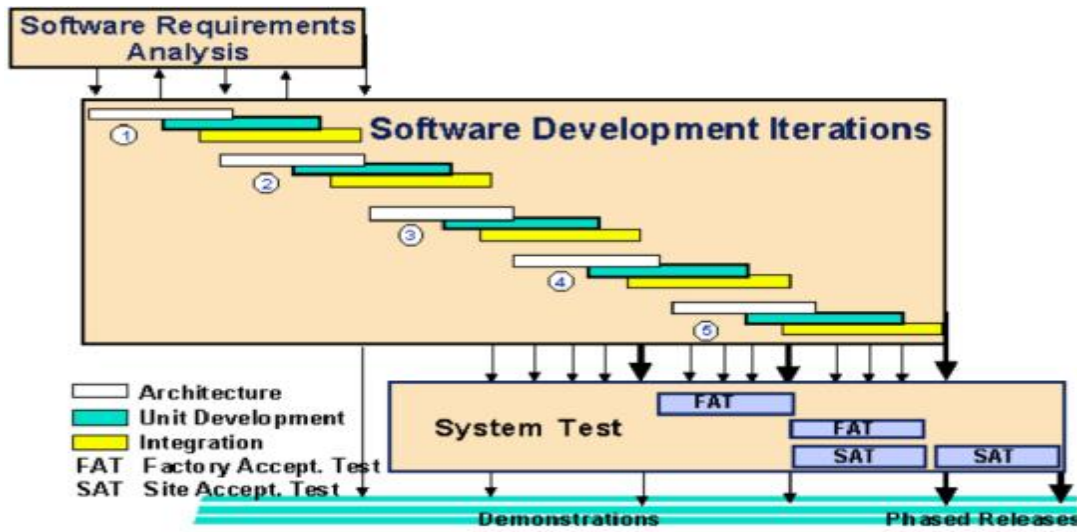 Software Requirements
Analysis
Software Development Iterations
1
2
3
4
5
Architecture
Unit Development
Integration
FAT Factory Accept. Test
SAT Site Accept. Test
System Test
FAT
FAT
SAT
SAT
Demonstrations
Phased Releases